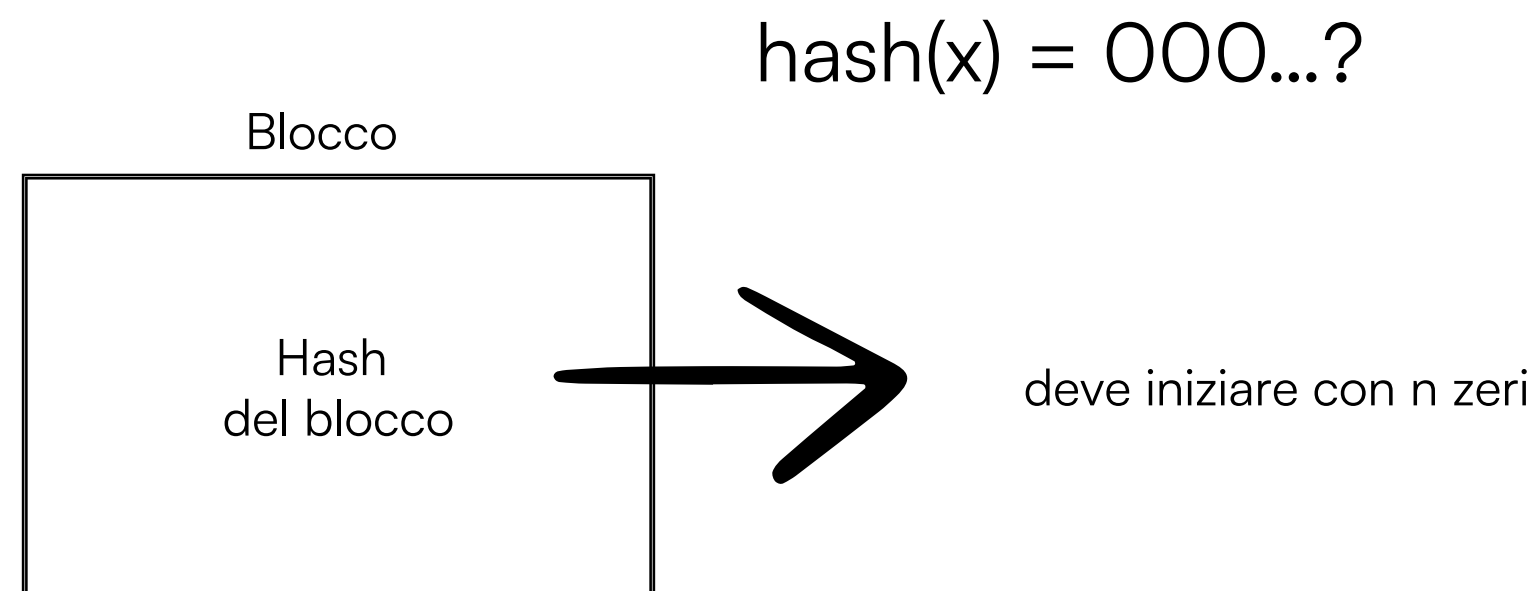 hash(x) = 000...?
Blocco
Hash
del blocco
deve iniziare con n zeri